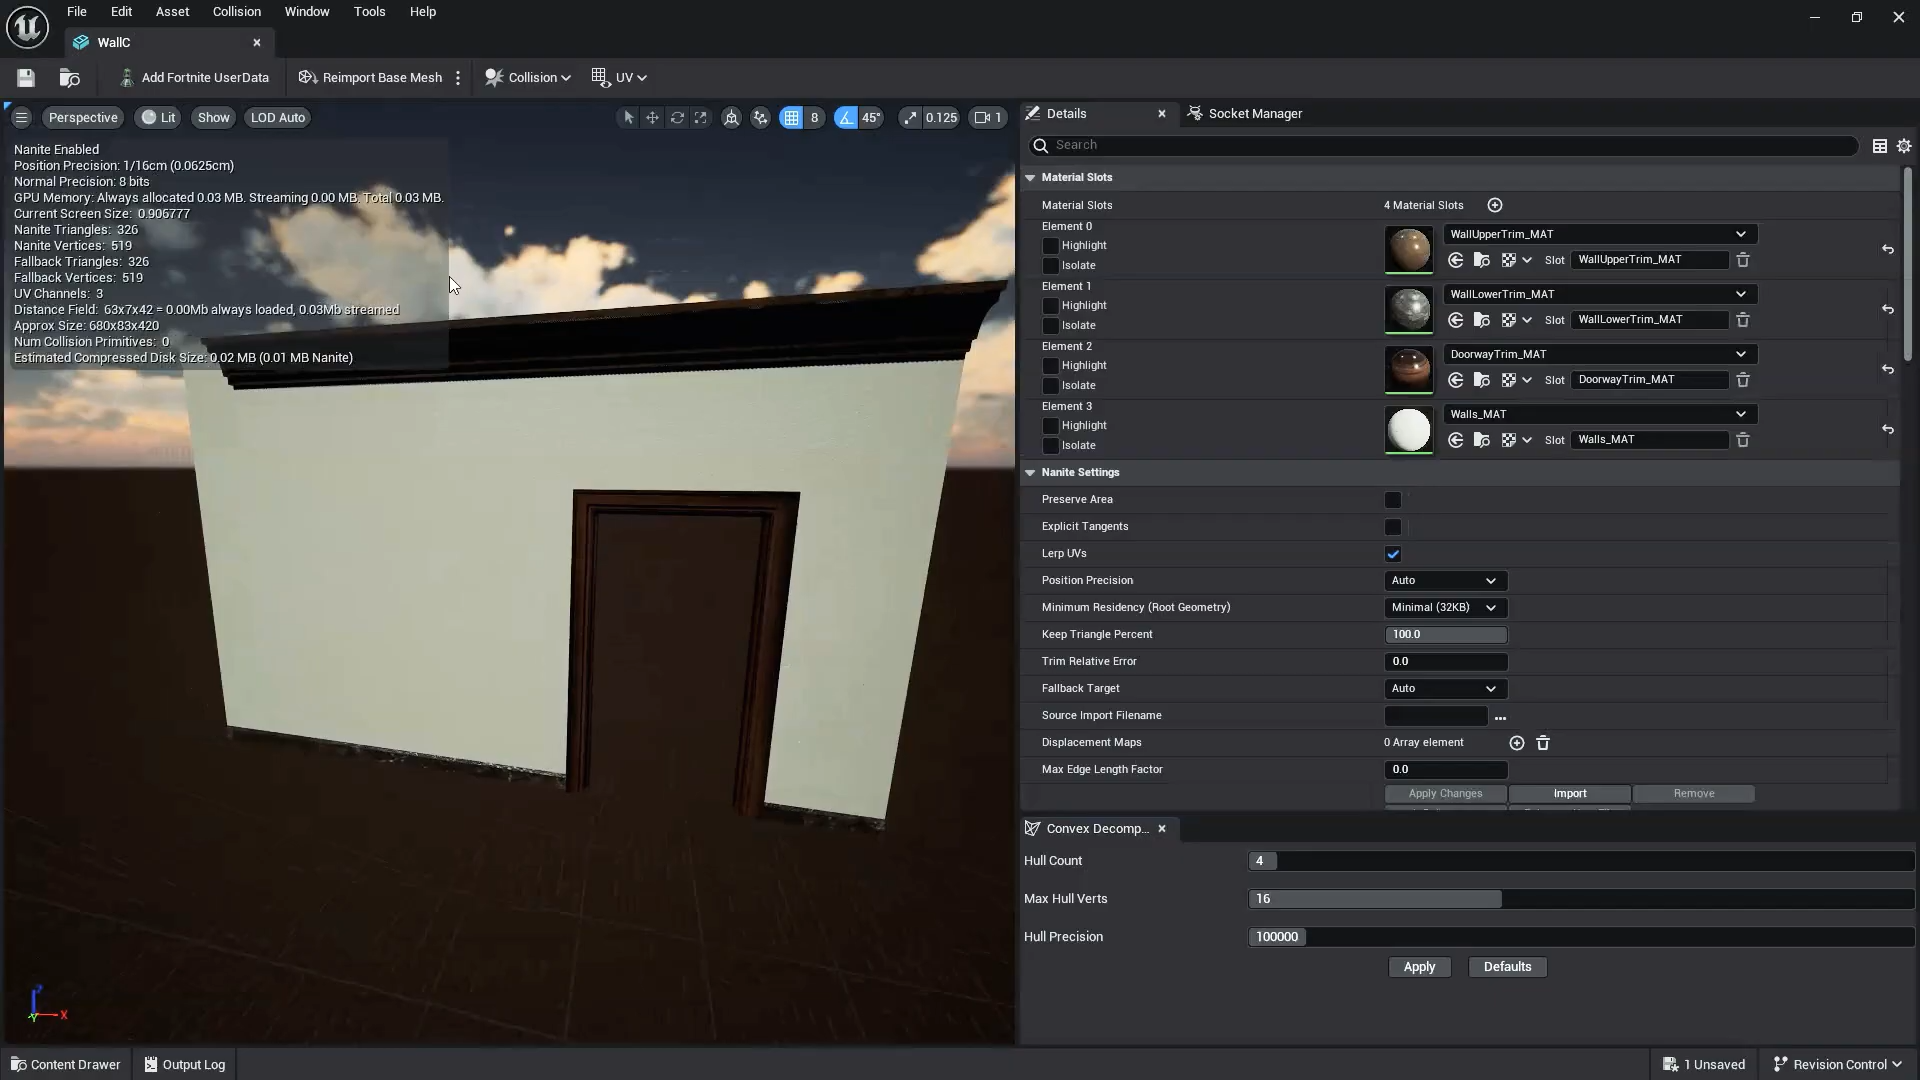 File Edit Asset Collision Window Tools Help
WallC
Add Fortnite UserData Reimport Base Mesh Collision UV
Perspective Lit Show LOD Auto 8 45° 0.125 1
Nanite Enabled
Position Precision: 1/16cm (0.0625cm)
Normal Precision: 8 bits
GPU Memory: Always allocated 0.03 MB. Streaming 0.00 MB. Total 0.03 MB.
Current Screen Size: 0.906777
Nanite Triangles: 326
Nanite Vertices: 519
Fallback Triangles: 326
Fallback Vertices: 519
UV Channels: 3
Distance Field: 63x7x42 = 0.00Mb always loaded, 0.03Mb streamed
Approx Size: 680x83x420
Num Collision Primitives: 0
Estimated Compressed Disk Size: 0.02 MB (0.01 MB Nanite)
X
Details Socket Manager
Search
Material Slots
Material Slots 4 Material Slots
Element 0
Highlight
Isolate
WallUpperTrim_MAT
Slot WallUpperTrim_MAT
Element 1
Highlight
Isolate
WallLowerTrim_MAT
Slot WallLowerTrim_MAT
Element 2
Highlight
Isolate
DoorwayTrim_MAT
Slot DoorwayTrim_MAT
Element 3
Highlight
Isolate
Walls_MAT
Slot Walls_MAT
Nanite Settings
Preserve Area
Explicit Tangents
Lerp UVs
Position Precision Auto
Minimum Residency (Root Geometry) Minimal (32KB)
Keep Triangle Percent 100.0
Trim Relative Error 0.0
Fallback Target Auto
Source Import Filename
Displacement Maps 0 Array element
Max Edge Length Factor 0.0
Apply Changes Import Remove
Convex Decomp...
Hull Count 4
Max Hull Verts 16
Hull Precision 100000
Apply Defaults
Content Drawer Output Log 1 Unsaved Revision Control